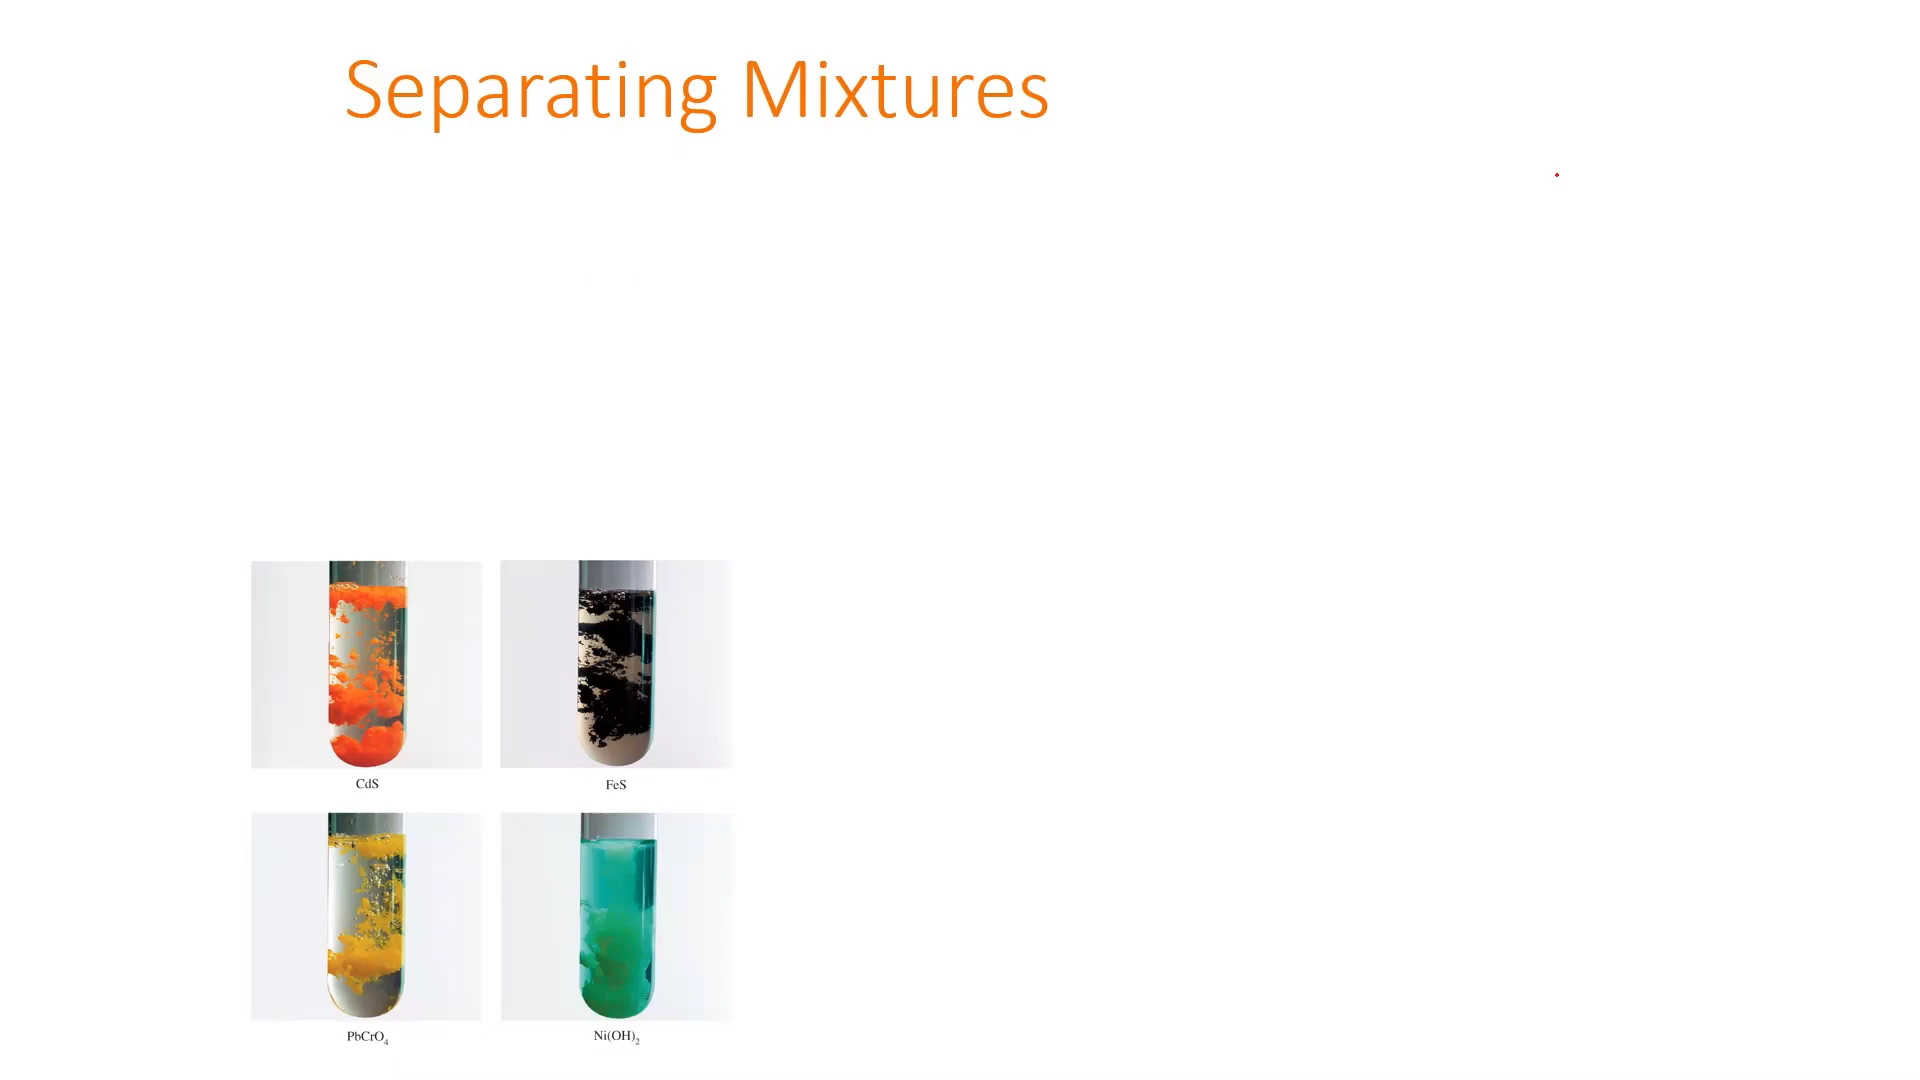 Separating Mixtures
CdS
FeS
PbCrO₄
Ni(OH)₂